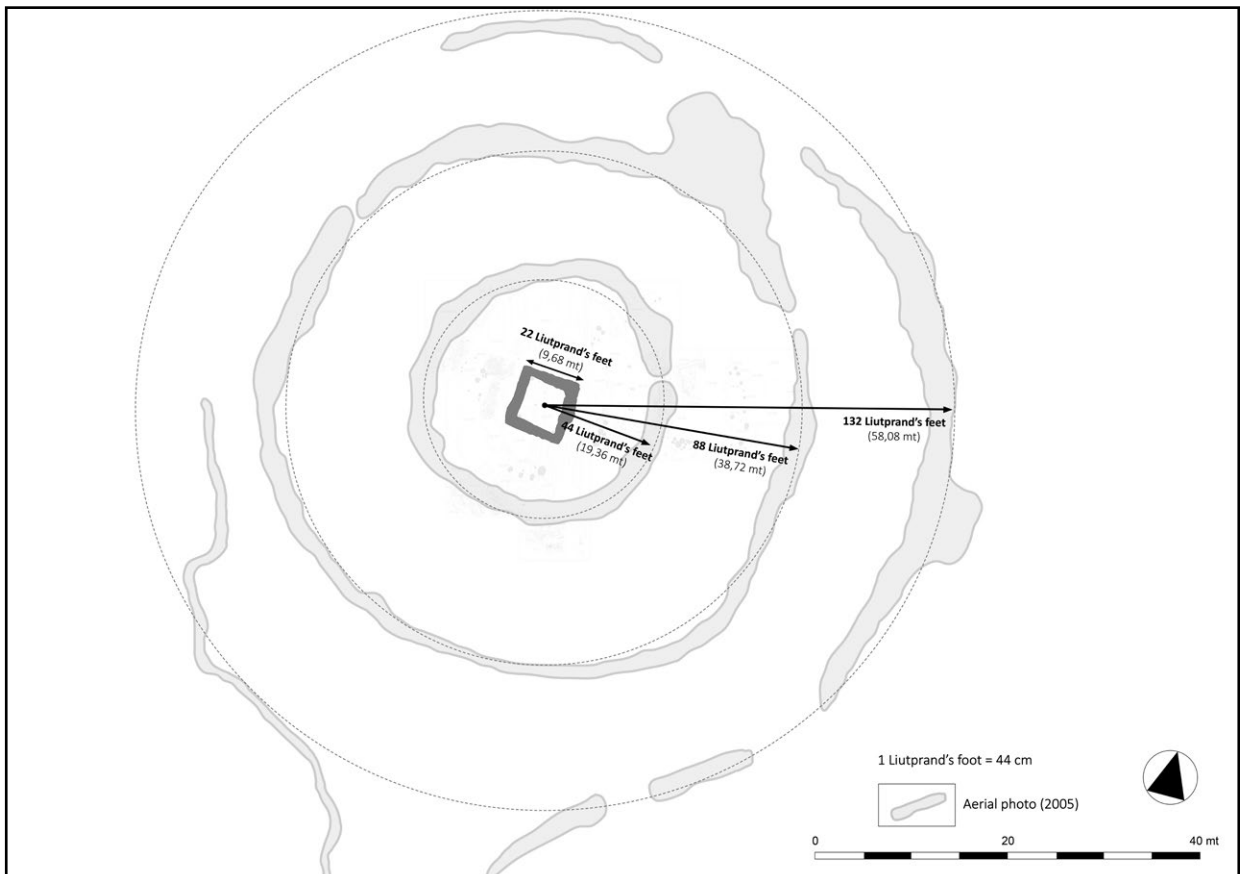 22 Liutprand's feet
(9,68 mt)
44 Liutprand's feet
(19,36 mt)
88 Liutprand's feet
(38,72 mt)
132 Liutprand's feet
(58,08 mt)
1 Liutprand's foot = 44 cm
Aerial photo (2005)
0 20 40 mt